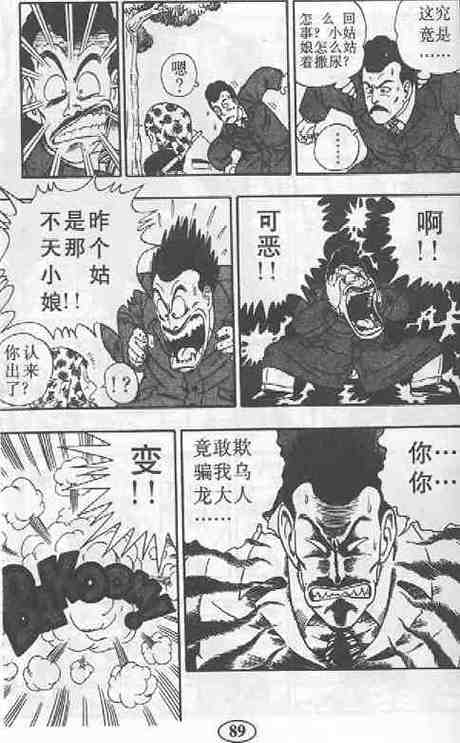 这究
竟是
……
怎回姑姑
么小么尿?
事?怎撒
娘
着
……
嗯?
啊!!
可恶!!
昨个姑
是那
不天小
娘!!
!?
认来?
你出了
你…
你…
竟敢欺
骗我乌
龙大人
……
变!!
89